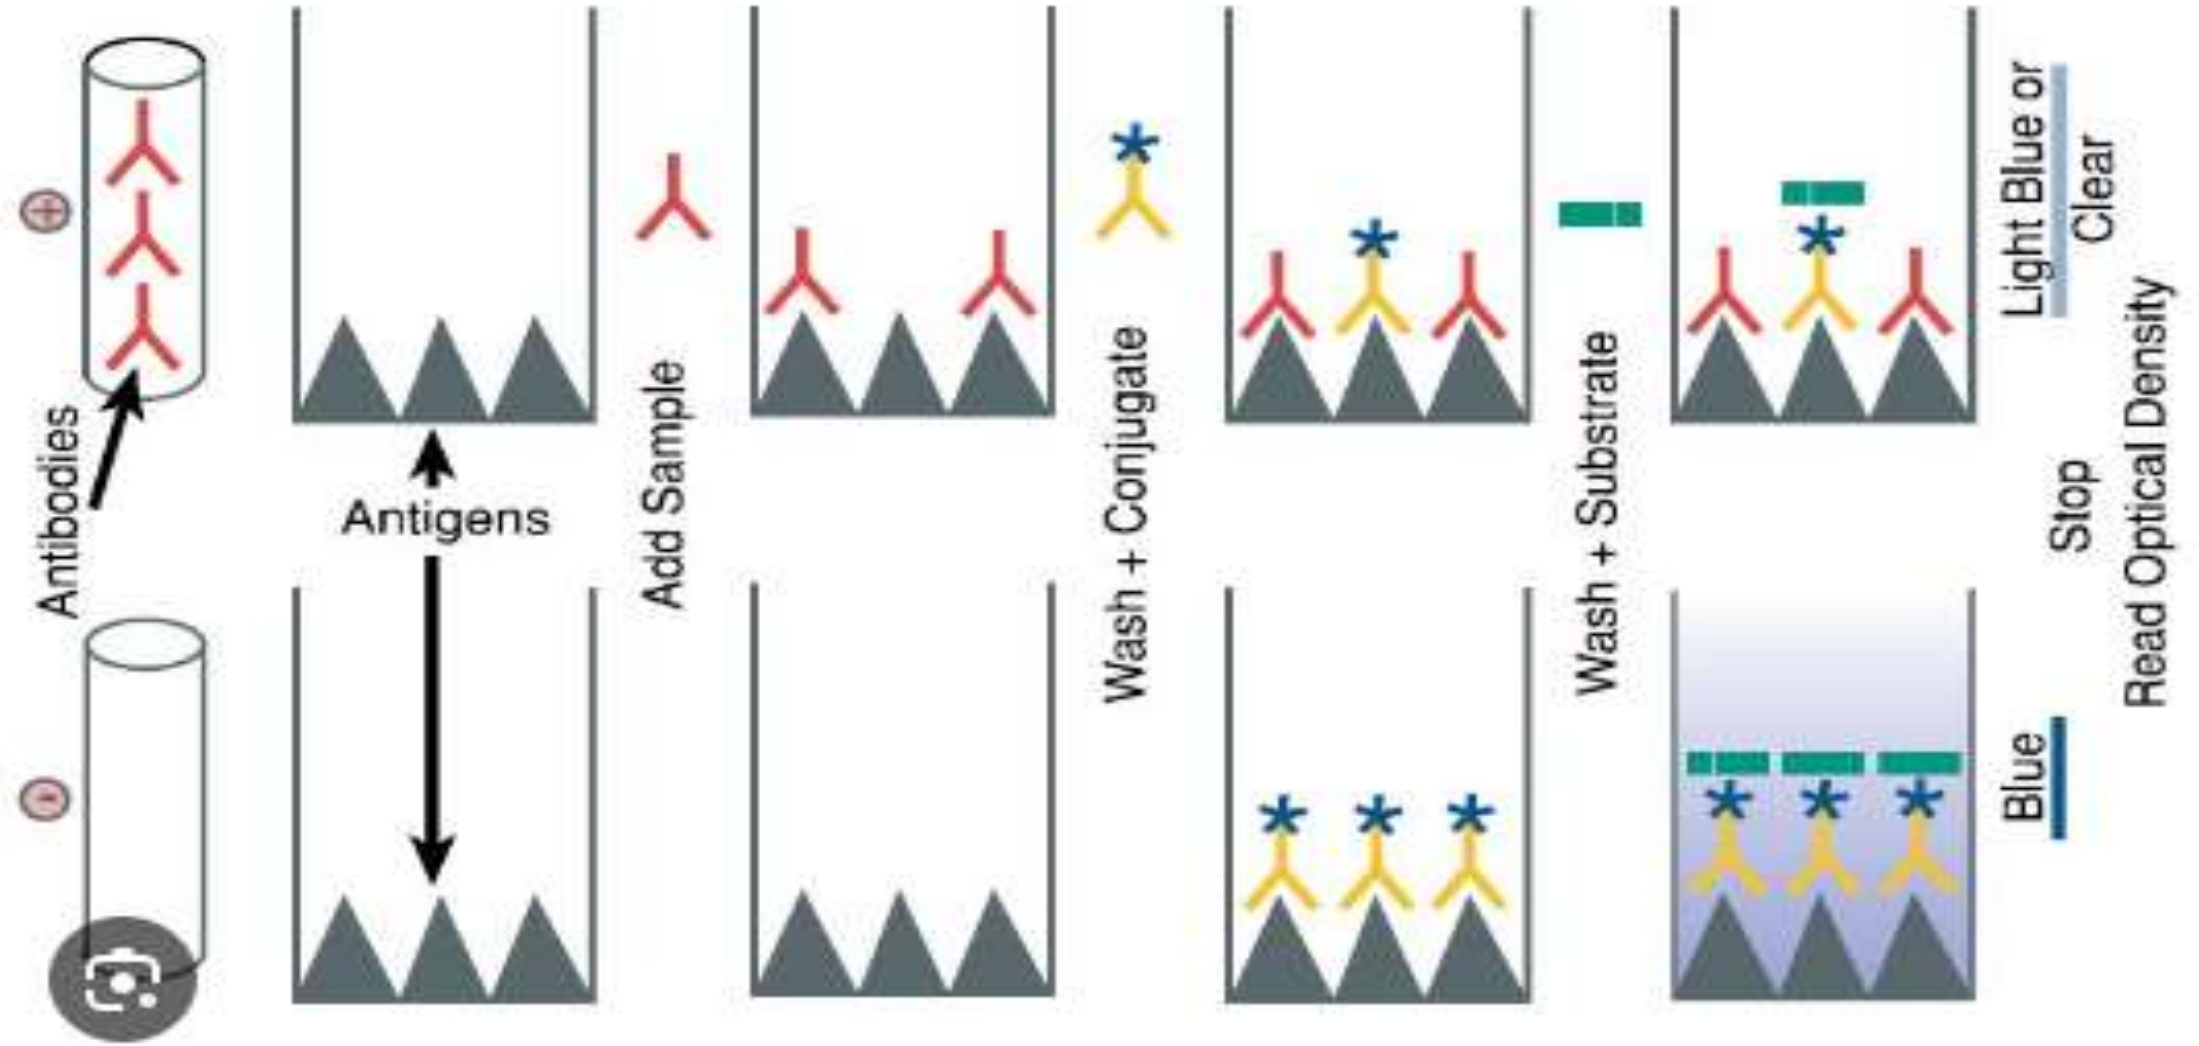 +
Antibodies
-
Antigens
Add Sample
Wash + Conjugate
Wash + Substrate
Light Blue or
Clear
Blue
Stop
Read Optical Density